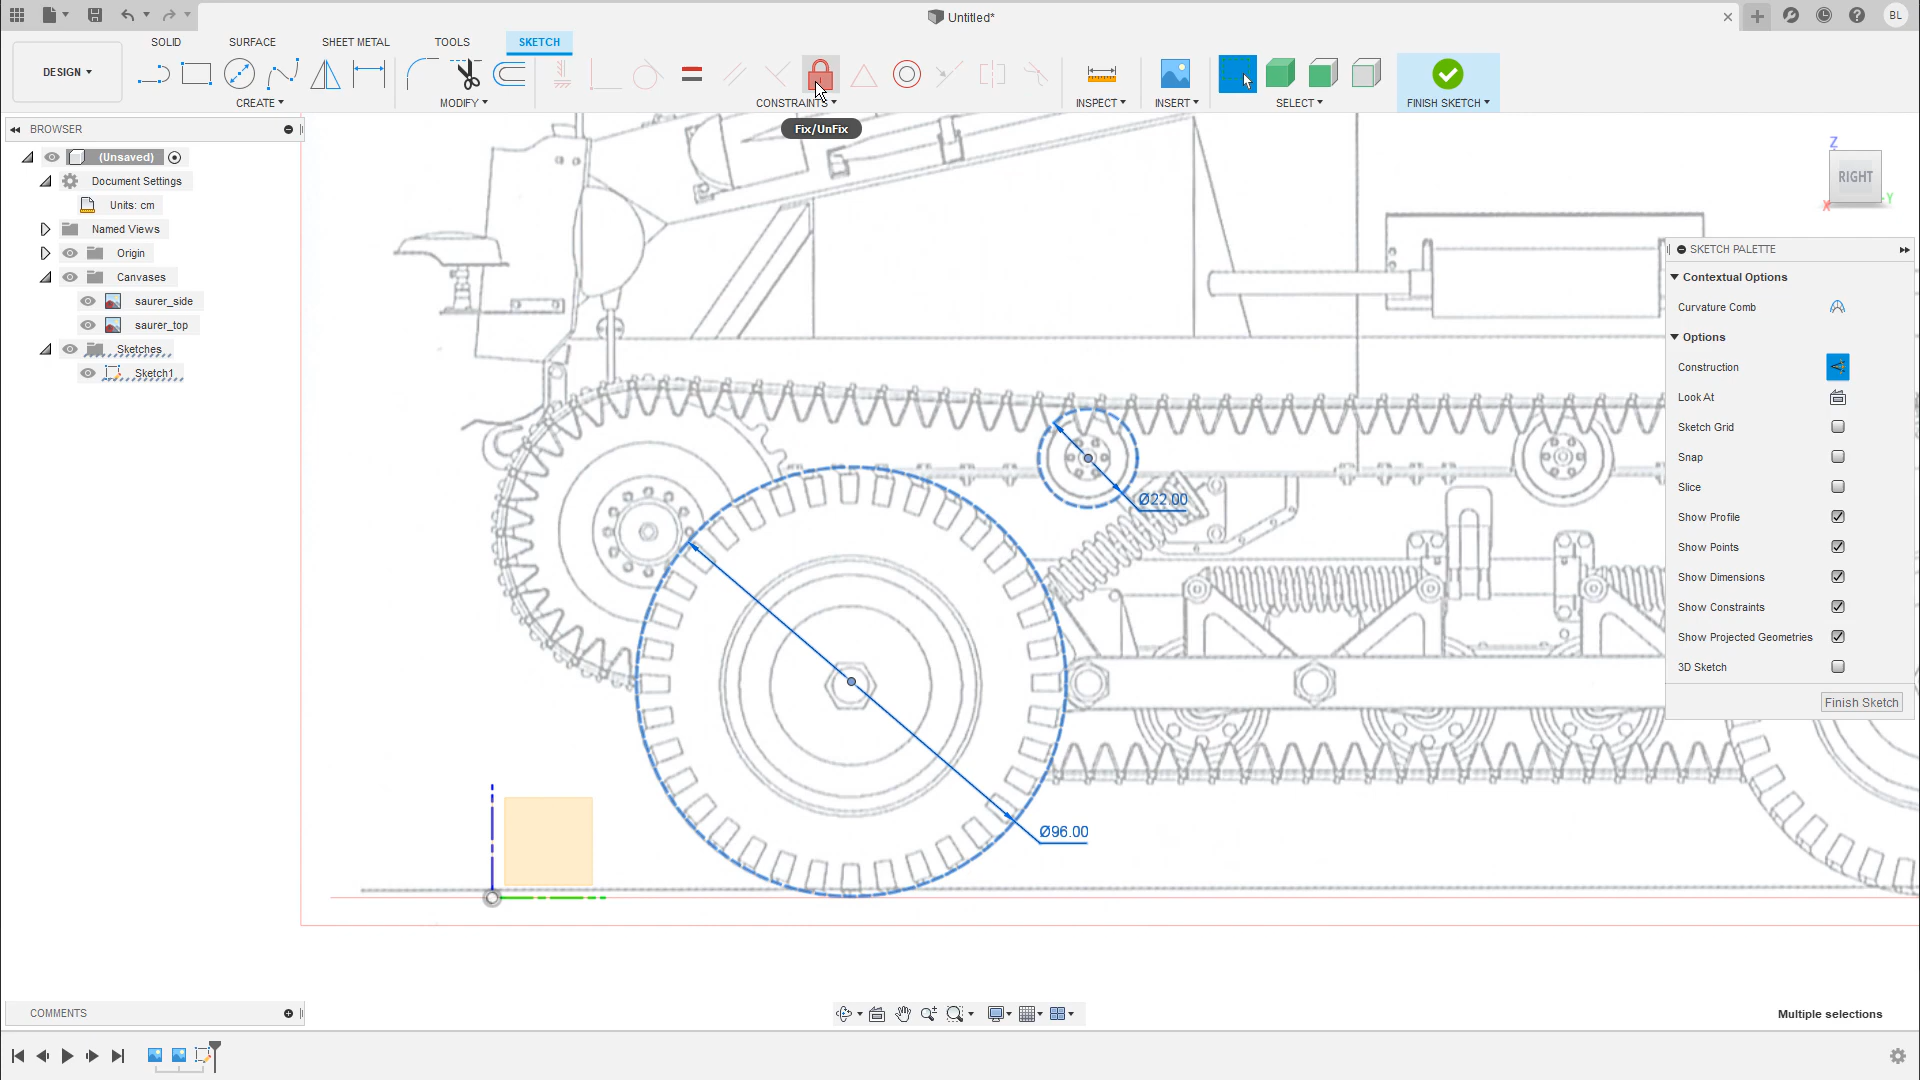 Untitled*
BL
SOLID
SURFACE
SHEET METAL
TOOLS
SKETCH
DESIGN
CREATE
MODIFY
CONSTRAINTS
INSPECT
INSERT
SELECT
FINISH SKETCH
Fix/UnFix
BROWSER
(Unsaved)
Document Settings
Units: cm
Named Views
Origin
Canvases
saurer_side
saurer_top
Sketches
Sketch1
Z
RIGHT
X
Y
SKETCH PALETTE
Contextual Options
Curvature Comb
Options
Construction
Look At
Sketch Grid
Snap
Slice
Show Profile
Show Points
Show Dimensions
Show Constraints
Show Projected Geometries
3D Sketch
Finish Sketch
Ø22.00
Ø96.00
COMMENTS
Multiple selections